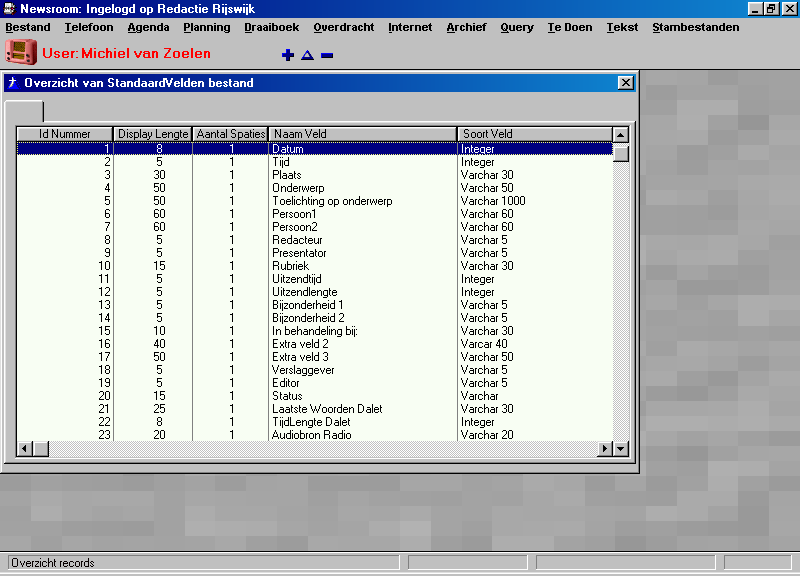 Newsroom: Ingelogd op Redactie Rijswijk
Bestand Telefoon Agenda Planning Draaiboek Overdracht Internet Archief Query Te Doen Tekst Stambestanden
User: Michiel van Zoelen
Overzicht van StandaardVelden bestand
Id Nummer Display Lengte Aantal Spaties Naam Veld Soort Veld
1 8 1 Datum Integer
2 5 1 Tijd Integer
3 30 1 Plaats Varchar 30
4 50 1 Onderwerp Varchar 50
5 50 1 Toelichting op onderwerp Varchar 1000
6 60 1 Persoon1 Varchar 60
7 60 1 Persoon2 Varchar 60
8 5 1 Redacteur Varchar 5
9 5 1 Presentator Varchar 5
10 15 1 Rubriek Varchar 30
11 5 1 Uitzendtijd Integer
12 5 1 Uitzendlengte Integer
13 5 1 Bijzonderheid 1 Varchar 5
14 5 1 Bijzonderheid 2 Varchar 5
15 10 1 In behandeling bij: Varchar 30
16 40 1 Extra veld 2 Varcar 40
17 50 1 Extra veld 3 Varchar 50
18 5 1 Verslaggever Varchar 5
19 5 1 Editor Varchar 5
20 15 1 Status Varchar
21 25 1 Laatste Woorden Dalet Varchar 30
22 8 1 TijdLengte Dalet Integer
23 20 1 Audiobron Radio Varchar 20
Overzicht records